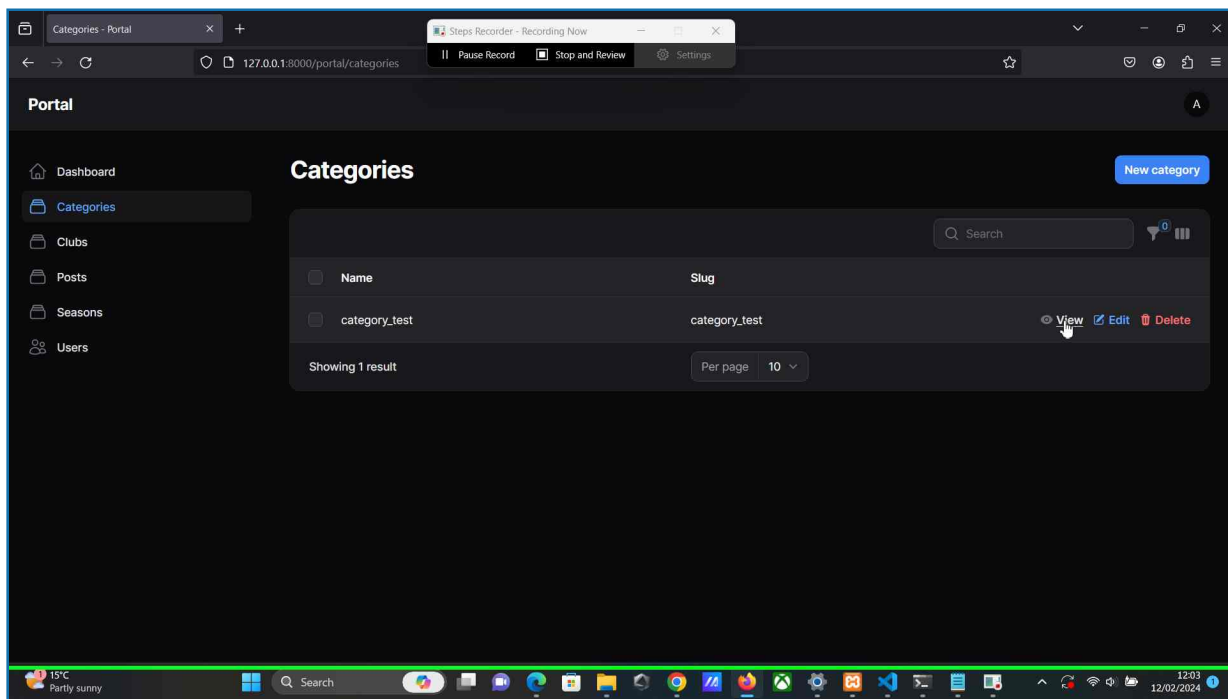 Categories - Portal
Steps Recorder - Recording Now
Pause Record Stop and Review Settings
127.0.0.1:8000/portal/categories
Portal
A
Dashboard
Categories
Clubs
Posts
Seasons
Users
Categories
New category
Search
0
Name Slug
category_test category_test View Edit Delete
Showing 1 result
Per page 10
1
15°C
Partly sunny
Search
12:03
12/02/2024
1